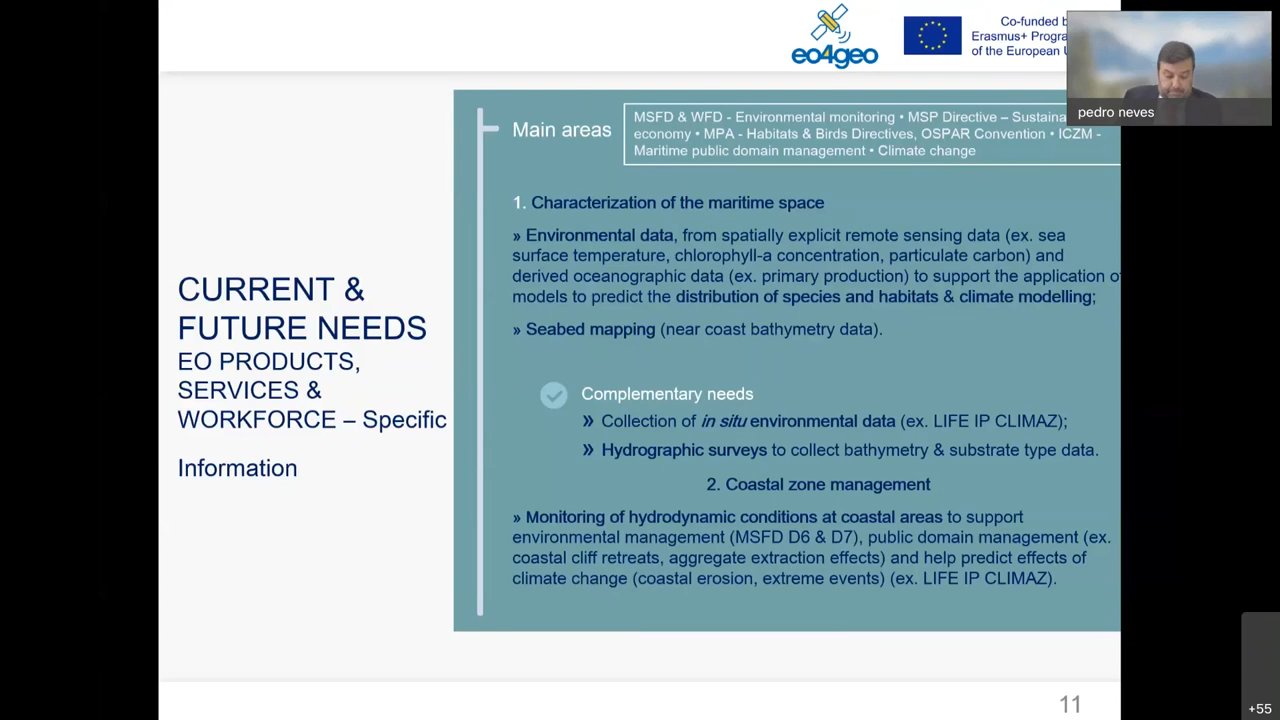 eo4geo
Co-funded b
Erasmus+ Progra
of the European U
pedro neves
Main areas
MSFD & WFD - Environmental monitoring • MSP Directive – Sustaina
economy • MPA - Habitats & Birds Directives, OSPAR Convention • ICZM -
Maritime public domain management • Climate change
1. Characterization of the maritime space
» Environmental data, from spatially explicit remote sensing data (ex. sea
surface temperature, chlorophyll-a concentration, particulate carbon) and
derived oceanographic data (ex. primary production) to support the application o
models to predict the distribution of species and habitats & climate modelling;
» Seabed mapping (near coast bathymetry data).
CURRENT &
FUTURE NEEDS
EO PRODUCTS,
SERVICES &
WORKFORCE – Specific
Information
Complementary needs
» Collection of in situ environmental data (ex. LIFE IP CLIMAZ);
» Hydrographic surveys to collect bathymetry & substrate type data.
2. Coastal zone management
» Monitoring of hydrodynamic conditions at coastal areas to support
environmental management (MSFD D6 & D7), public domain management (ex.
coastal cliff retreats, aggregate extraction effects) and help predict effects of
climate change (coastal erosion, extreme events) (ex. LIFE IP CLIMAZ).
11
+55